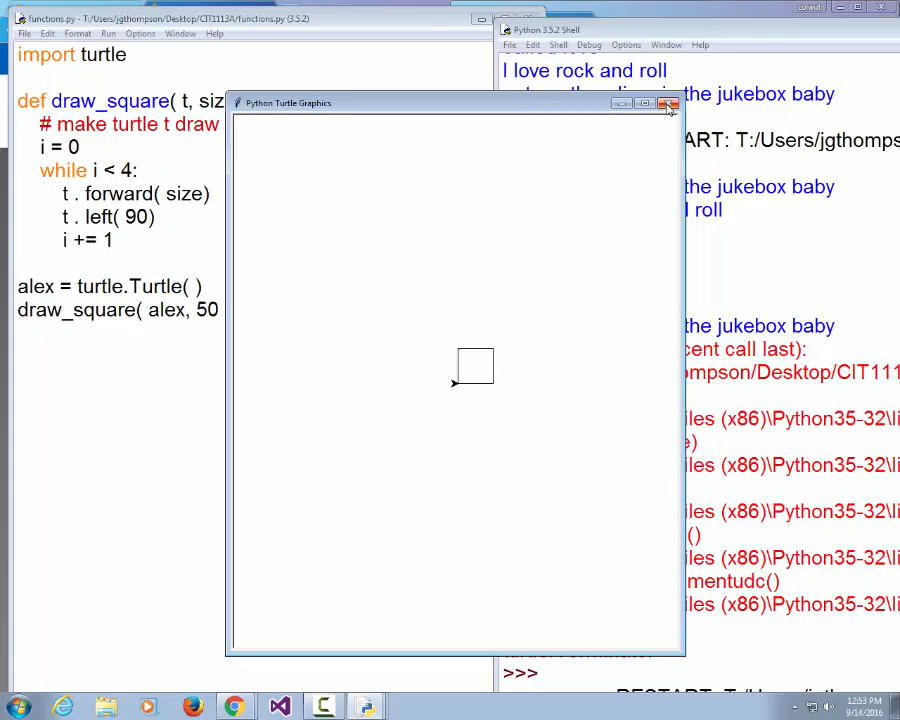 functions.py - T:/Users/jgthompson/Desktop/CIT1113A/functions.py (3.5.2)
File Edit Format Run Options Window Help
import turtle
def draw_square( t, siz
# make turtle t draw
i = 0
while i < 4:
t . forward( size)
t . left( 90)
i += 1
alex = turtle.Turtle( )
draw_square( alex, 50
Python Turtle Graphics
Python 3.5.2 Shell
File Edit Shell Debug Options Window Help
I love rock and roll
the jukebox baby
ART: T:/Users/jgthomps
the jukebox baby
l roll
the jukebox baby
cent call last):
ompson/Desktop/CIT111
iles (x86)\Python35-32\li
e)
iles (x86)\Python35-32\li
iles (x86)\Python35-32\li
()
iles (x86)\Python35-32\li
mentudc()
iles (x86)\Python35-32\li
>>>
RESTART: T:/Users/jgth
12:53 PM
9/14/2016